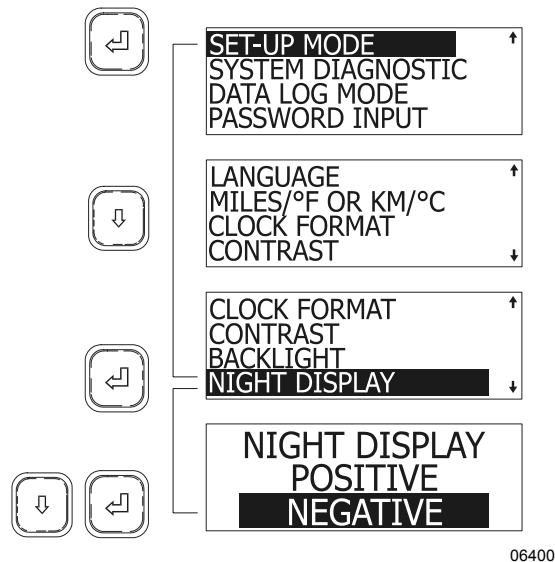 SET-UP MODE
SYSTEM DIAGNOSTIC
DATA LOG MODE
PASSWORD INPUT
LANGUAGE
MILES/°F OR KM/°C
CLOCK FORMAT
CONTRAST
CLOCK FORMAT
CONTRAST
BACKLIGHT
NIGHT DISPLAY
NIGHT DISPLAY
POSITIVE
NEGATIVE
06400